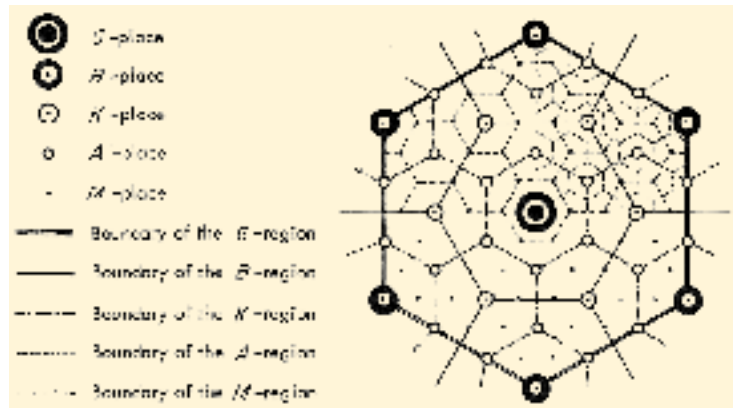 G-place
B-place
K-place
A-place
M-place
Boundary of the G-region
Boundary of the B-region
Boundary of the K-region
Boundary of the A-region
Boundary of the M-region